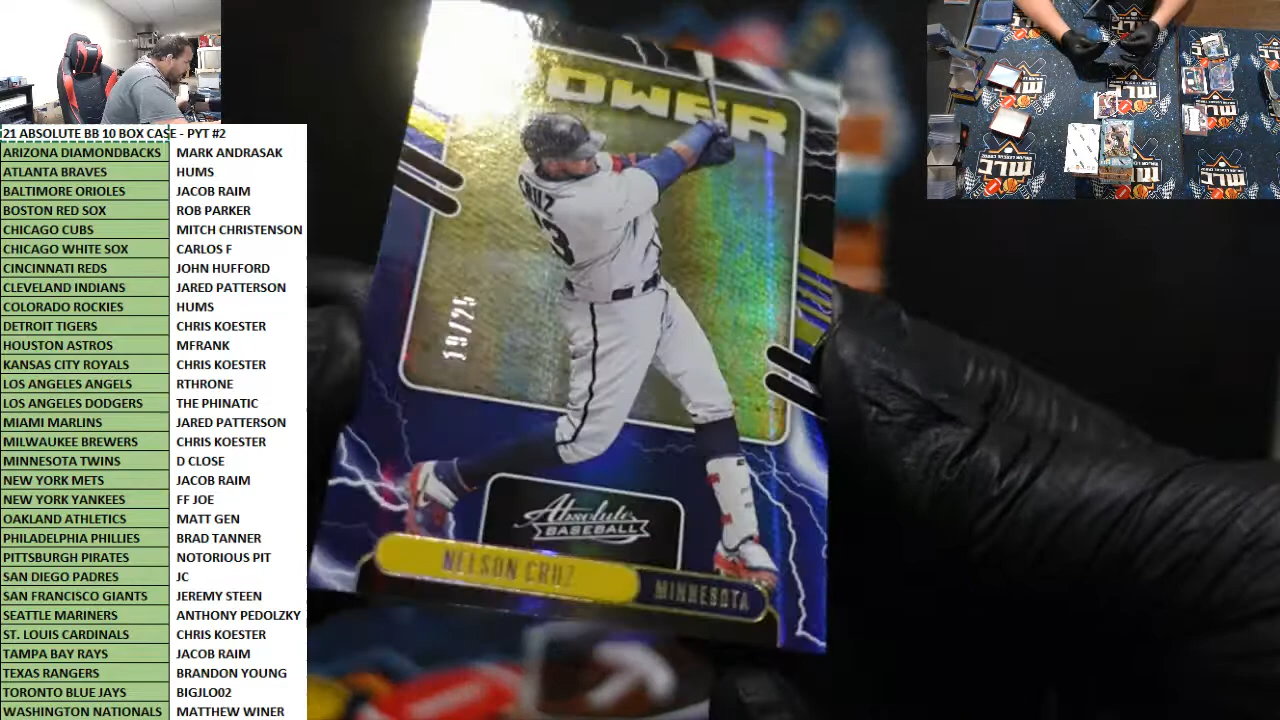 21 ABSOLUTE BB 10 BOX CASE - PYT #2
ARIZONA DIAMONDBACKS MARK ANDRASAK
ATLANTA BRAVES HUMS
BALTIMORE ORIOLES JACOB RAIM
BOSTON RED SOX ROB PARKER
CHICAGO CUBS MITCH CHRISTENSON
CHICAGO WHITE SOX CARLOS F
CINCINNATI REDS JOHN HUFFORD
CLEVELAND INDIANS JARED PATTERSON
COLORADO ROCKIES HUMS
DETROIT TIGERS CHRIS KOESTER
HOUSTON ASTROS MFRANK
KANSAS CITY ROYALS CHRIS KOESTER
LOS ANGELES ANGELS RTHRONE
LOS ANGELES DODGERS THE PHINATIC
MIAMI MARLINS JARED PATTERSON
MILWAUKEE BREWERS CHRIS KOESTER
MINNESOTA TWINS D CLOSE
NEW YORK METS JACOB RAIM
NEW YORK YANKEES FF JOE
OAKLAND ATHLETICS MATT GEN
PHILADELPHIA PHILLIES BRAD TANNER
PITTSBURGH PIRATES NOTORIOUS PIT
SAN DIEGO PADRES JC
SAN FRANCISCO GIANTS JEREMY STEEN
SEATTLE MARINERS ANTHONY PEDOLZKY
ST. LOUIS CARDINALS CHRIS KOESTER
TAMPA BAY RAYS JACOB RAIM
TEXAS RANGERS BRANDON YOUNG
TORONTO BLUE JAYS BIGJLO02
WASHINGTON NATIONALS MATTHEW WINER
OWER
CRUZ
23
19/25
Absolute
BASEBALL
NELSON CRUZ
MINNESOTA
MLC
MLC
MLC
MLC